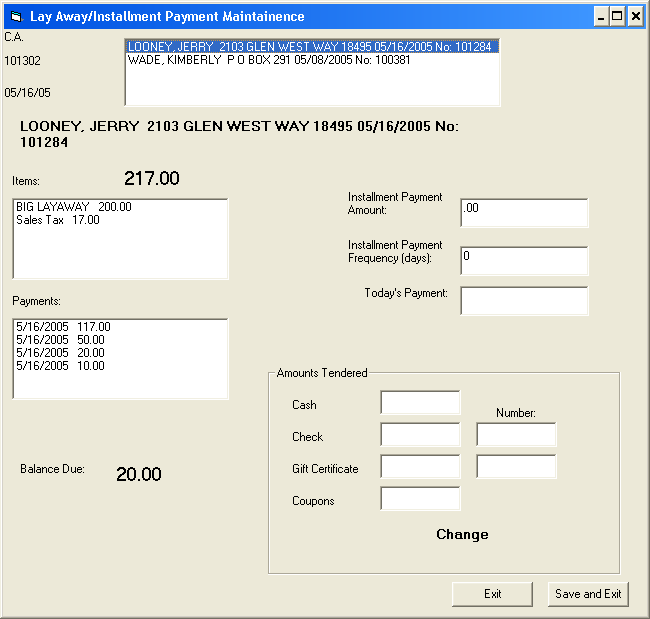 Lay Away/Installment Payment Maintainence
C.A.
101302
05/16/05
LOONEY, JERRY  2103 GLEN WEST WAY 18495 05/16/2005 No: 101284
WADE, KIMBERLY  P O BOX 291 05/08/2005 No: 100381
LOONEY, JERRY  2103 GLEN WEST WAY 18495 05/16/2005 No:
101284
Items:
217.00
BIG LAYAWAY   200.00
Sales Tax   17.00
Installment Payment
Amount:
.00
Installment Payment
Frequency (days):
0
Today's Payment:
Payments:
5/16/2005   117.00
5/16/2005   50.00
5/16/2005   20.00
5/16/2005   10.00
Balance Due:
20.00
Amounts Tendered
Cash
Number:
Check
Gift Certificate
Coupons
Change
Exit
Save and Exit